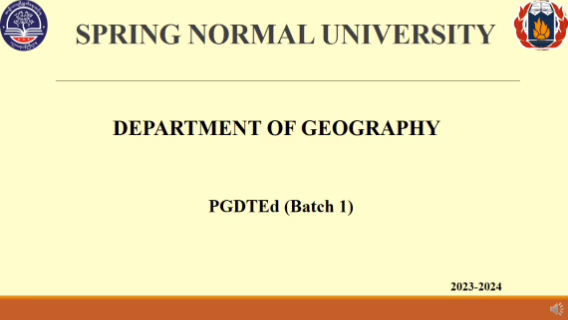 SPRING NORMAL UNIVERSITY
DEPARTMENT OF GEOGRAPHY
PGDTEd (Batch 1)
2023-2024